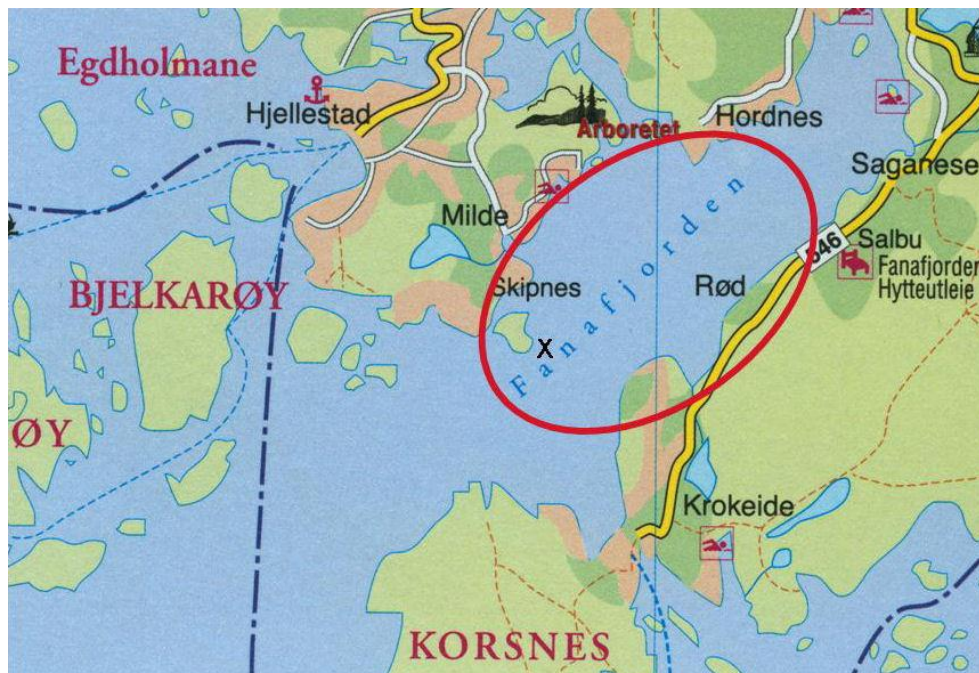 Egdholmane
Hjellestad
Arboretet
Hordnes
Saganeset
Milde
546
Salbu
Fanafjorden
Hytteutleie
BJELKARØY
Skipnes
Rød
Fanafjorden
X
ØY
Krokeide
KORSNES